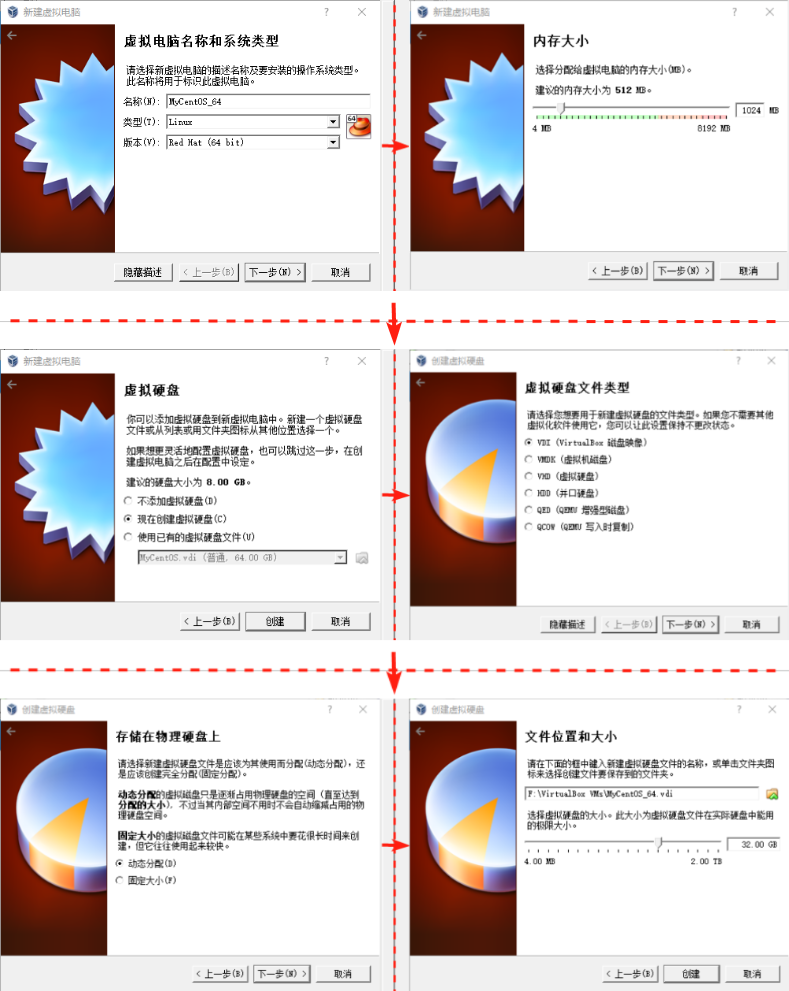 新建虚拟电脑
虚拟电脑名称和系统类型
请选择新虚拟电脑的描述名称及要安装的操作系统类型。
此名称将用于标识此虚拟电脑。
名称(N): MyCentOS_64
类型(T): Linux
64
版本(V): Red Hat (64 bit)
隐藏描述 < 上一步(B) 下一步(N) > 取消
新建虚拟电脑
内存大小
选择分配给虚拟电脑的内存大小(MB)。
建议的内存大小为 512 MB。
1024 MB
4 MB 8192 MB
< 上一步(B) 下一步(N) > 取消
新建虚拟电脑
虚拟硬盘
你可以添加虚拟硬盘到新虚拟电脑中。新建一个虚拟硬盘
文件或从列表或用文件夹图标从其他位置选择一个。
如果想更灵活地配置虚拟硬盘，也可以跳过这一步，在创
建虚拟电脑之后在配置中设定。
建议的硬盘大小为 8.00 GB。
不添加虚拟硬盘(D)
现在创建虚拟硬盘(C)
使用已有的虚拟硬盘文件(U)
MyCentOS.vdi (普通, 64.00 GB)
< 上一步(B) 创建 取消
创建虚拟硬盘
虚拟硬盘文件类型
请选择您想要用于新建虚拟硬盘的文件类型。如果您不需要其他
虚拟化软件使用它，您可以让此设置保持不更改状态。
VDI (VirtualBox 磁盘映像)
VMDK (虚拟机磁盘)
VHD (虚拟硬盘)
HDD (并口硬盘)
QED (QEMU 增强型磁盘)
QCOW (QEMU 写入时复制)
隐藏描述 < 上一步(B) 下一步(N) > 取消
创建虚拟硬盘
存储在物理硬盘上
请选择新建虚拟硬盘文件是应该为其使用而分配(动态分配)，还
是应该创建完全分配(固定分配)。
动态分配的虚拟磁盘只是逐渐占用物理硬盘的空间（直至达到
分配的大小），不过当其内部空间不用时不会自动缩减占用的物
理硬盘空间。
固定大小的虚拟磁盘文件可能在某些系统中要花很长时间来创
建，但它往往使用起来较快。
动态分配(D)
固定大小(F)
< 上一步(B) 下一步(N) > 取消
创建虚拟硬盘
文件位置和大小
请在下面的框中键入新建虚拟硬盘文件的名称，或单击文件夹图
标来选择创建文件要保存到的文件夹。
F:\VirtualBox VMs\MyCentOS_64.vdi
选择虚拟硬盘的大小。此大小为虚拟硬盘文件在实际硬盘中能用
的极限大小。
32.00 GB
4.00 MB 2.00 TB
< 上一步(B) 创建 取消